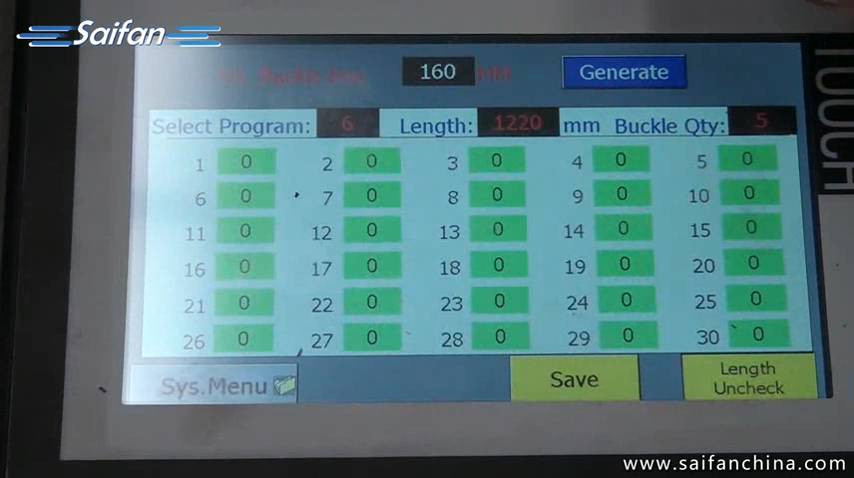 Saifan
160 MM Generate
Select Program: 6 Length: 1220 mm Buckle Qty: 5
1 0 2 0 3 0 4 0 5 0
6 0 7 0 8 0 9 0 10 0
11 0 12 0 13 0 14 0 15 0
16 0 17 0 18 0 19 0 20 0
21 0 22 0 23 0 24 0 25 0
26 0 27 0 28 0 29 0 30 0
Sys.Menu Save Length
Uncheck
TOUCH
www.saifanchina.com